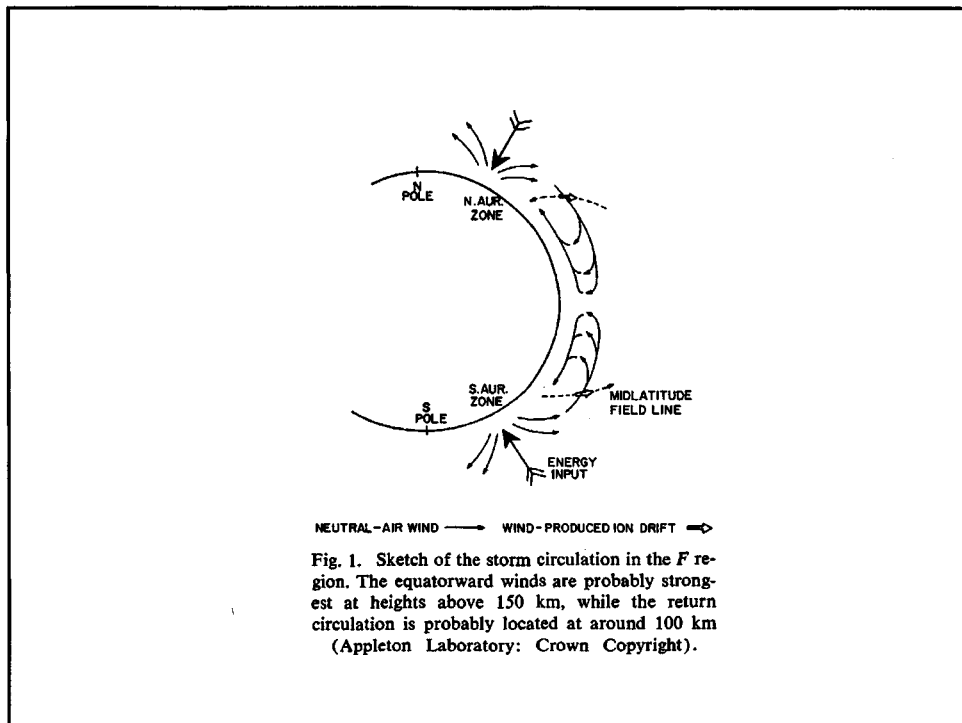 N
POLE
N. AUR.
ZONE
S. AUR.
ZONE
S
POLE
MIDLATITUDE
FIELD LINE
ENERGY
INPUT
NEUTRAL-AIR WIND
WIND-PRODUCED ION DRIFT
Fig. 1. Sketch of the storm circulation in the F re-
gion. The equatorward winds are probably strong-
est at heights above 150 km, while the return
circulation is probably located at around 100 km
(Appleton Laboratory: Crown Copyright).